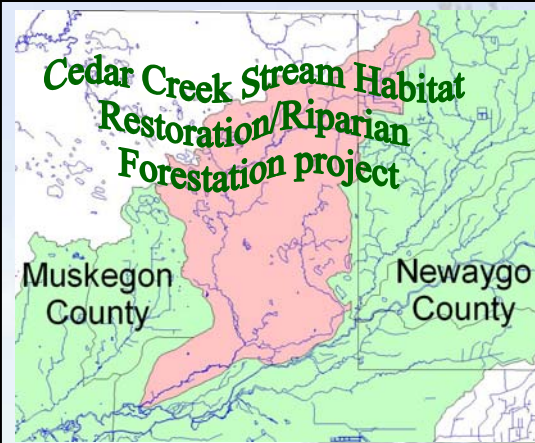 Cedar Creek Stream Habitat
Restoration/Riparian
Forestation project
Muskegon
County
Newaygo
County